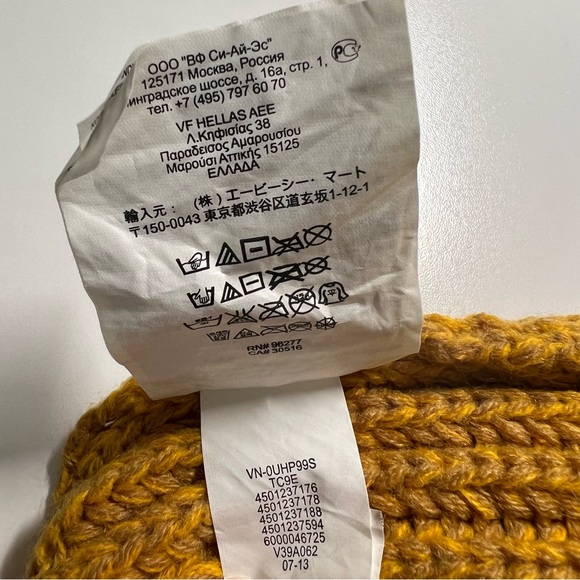 ООО "ВФ Си-Ай-Эс"
125171 Москва, Россия
нинградское шоссе, д. 16а, стр. 1,
тел. +7 (495) 797 60 70
VF HELLAS AEE
Λ.Κηφισίας 38
Παραδεισος Αμαρουσίου
Μαρούσι Αττικής 15125
ΕΛΛΑΔΑ
輸入元： （株）エービーシー・マート
〒150-0043 東京都渋谷区道玄坂1-12-1
平
RN# 96277
CA# 30516
VN-0UHP99S
TC9E
4501237176
4501237178
4501237188
4501237594
6000046725
V39A062
07-13